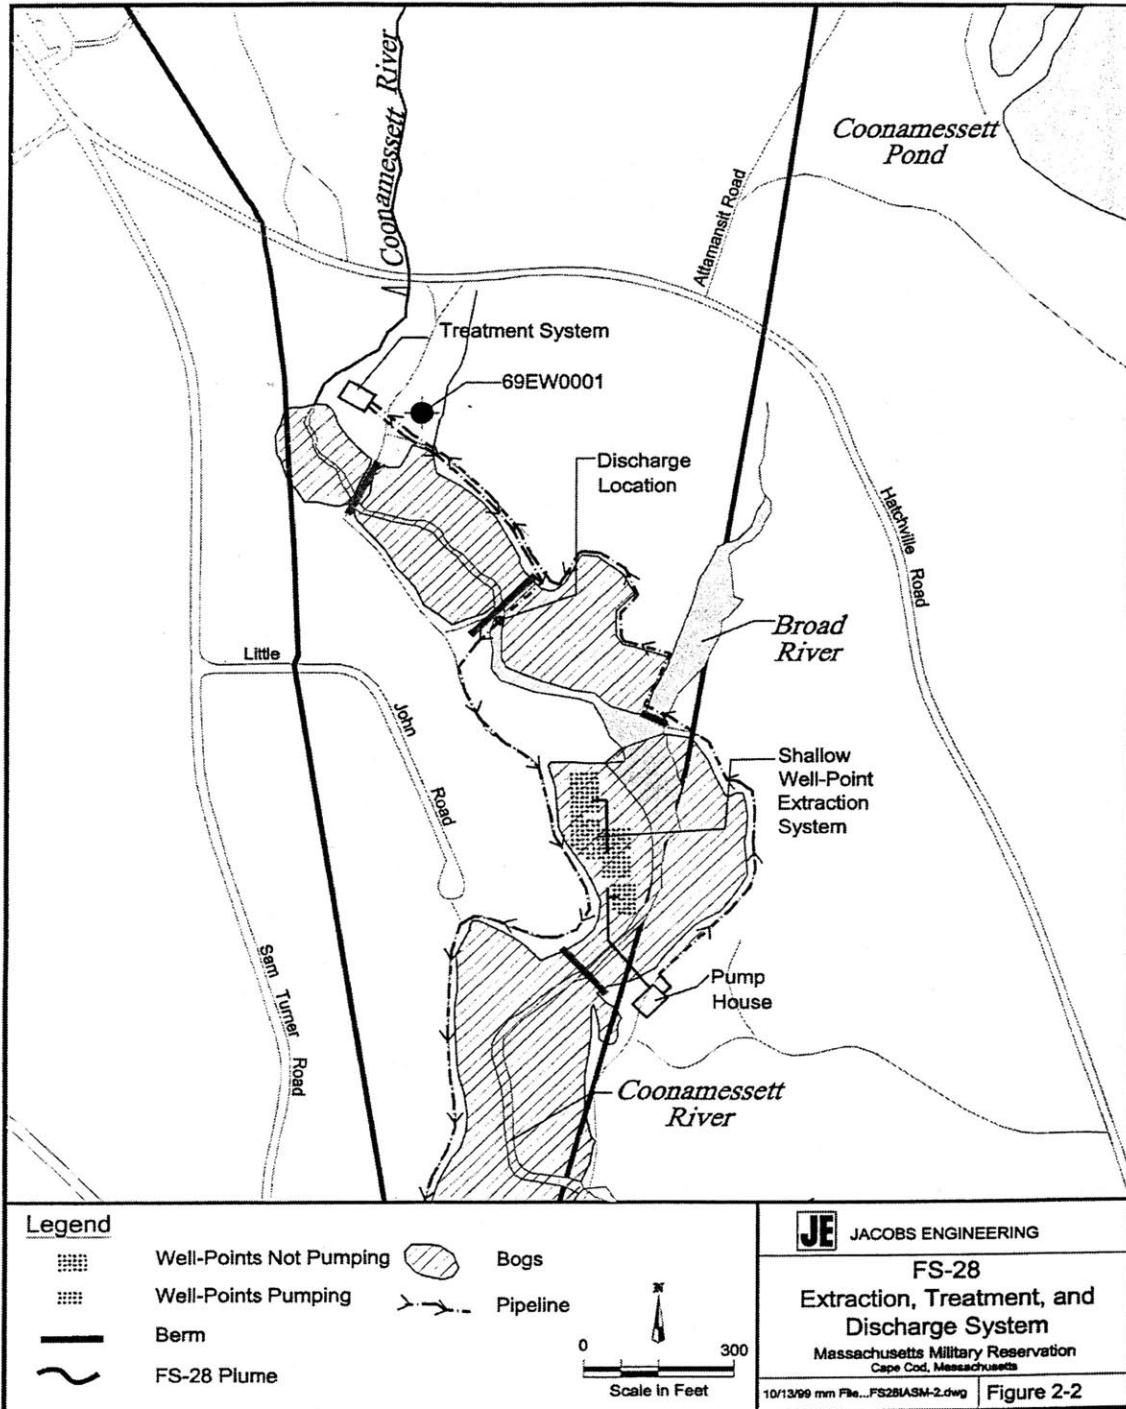 Coonamessett River
Coonamessett
Pond
Attamansit Road
Treatment System
69EW0001
Discharge
Location
Hatchville Road
Broad
River
Little
John
Road
Shallow
Well-Point
Extraction
System
Sam Turner Road
Pump
House
Coonamessett
River
Legend
Well-Points Not Pumping
Bogs
Well-Points Pumping
Pipeline
Berm
FS-28 Plume
N
0
300
Scale in Feet
JE
JACOBS ENGINEERING
FS-28
Extraction, Treatment, and
Discharge System
Massachusetts Military Reservation
Cape Cod, Massachusetts
10/13/99 mm File...FS28IASM-2.dwg
Figure 2-2